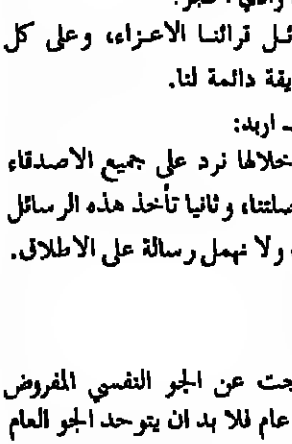 ئل قرائنا الاعزاء، وعلى كل
يقة دائمة لنا.
ـ اربد:
خلالها نرد على جميع الاصدقاء
صلتنا، وثانيا تأخذ هذه الرسائل
ولا نهمل رسالة على الاطلاق.
جت عن الجو النفسي المفروض
عام فلا بد ان يتوحد الجو العام